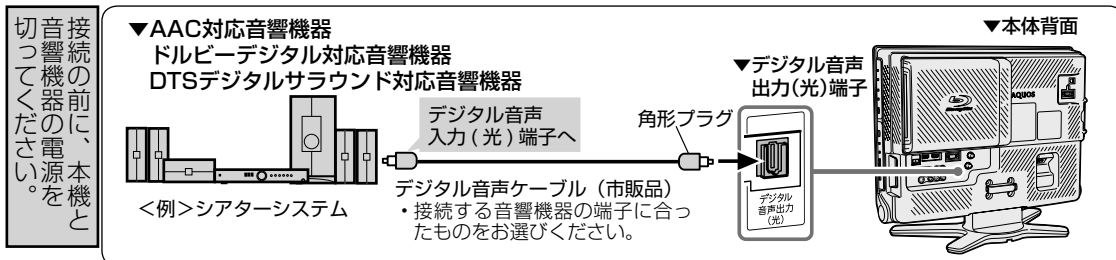 接続の前に、本機と
音響機器の電源を
切ってください。
▼AAC対応音響機器
ドルビーデジタル対応音響機器
DTSデジタルサラウンド対応音響機器
<例>シアターシステム
デジタル音声
入力(光)端子へ
デジタル音声ケーブル（市販品）
・接続する音響機器の端子に合っ
たものをお選びください。
角形プラグ
▼デジタル音声
出力(光)端子
デジタル
音声出力
(光)
▼本体背面
AQUOS